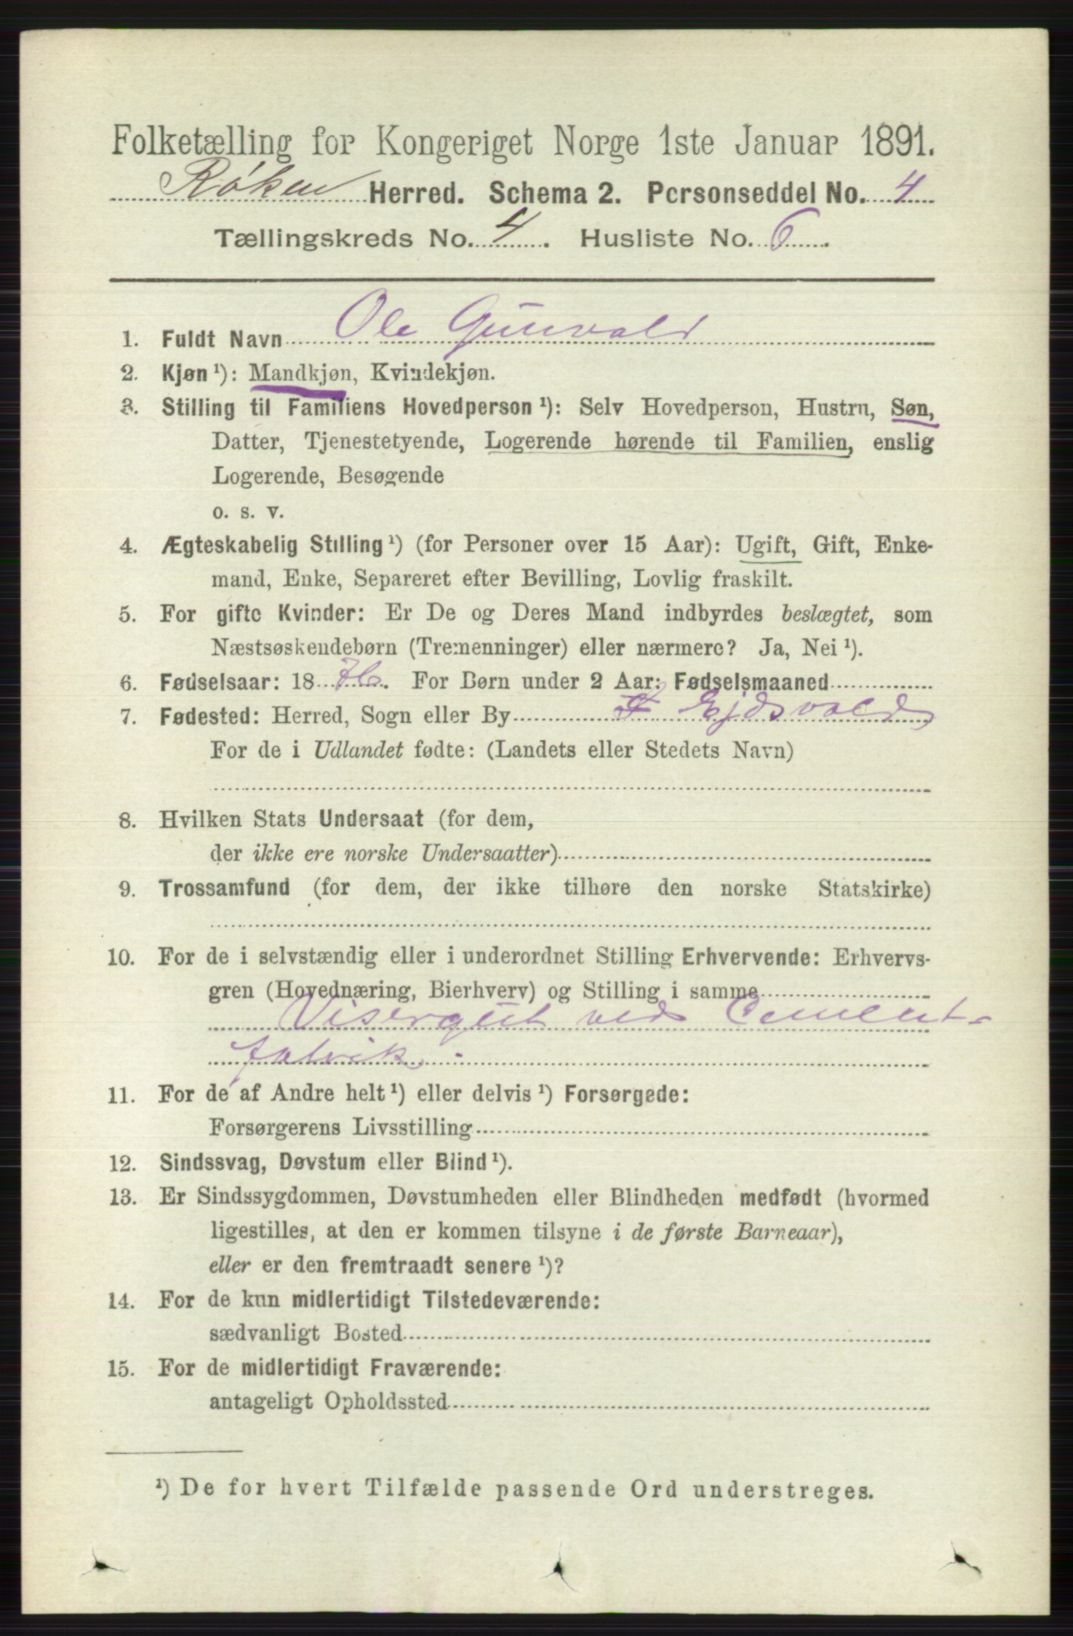 Folketælling for Kongeriget Norge 1ste Januar 1891.
Røken Herred. Schema 2. Personseddel No. 4
Tællingskreds No. 4. Husliste No. 6.
1. Fuldt Navn Ole Gunvald
2. Kjøn ¹): Mandkjøn, Kvindekjøn.
3. Stilling til Familiens Hovedperson ¹): Selv Hovedperson, Hustru, Søn,
Datter, Tjenestetyende, Logerende hørende til Familien, enslig
Logerende, Besøgende
o. s. v.
4. Ægteskabelig Stilling ¹) (for Personer over 15 Aar): Ugift, Gift, Enke-
mand, Enke, Separeret efter Bevilling, Lovlig fraskilt.
5. For gifte Kvinder: Er De og Deres Mand indbyrdes beslægtet, som
Næstsøskendebørn (Tremenninger) eller nærmere? Ja, Nei ¹).
6. Fødselsaar: 1876. For Børn under 2 Aar: Fødselsmaaned
7. Fødested: Herred, Sogn eller By Ejdsvold
For de i Udlandet fødte: (Landets eller Stedets Navn)
8. Hvilken Stats Undersaat (for dem,
der ikke ere norske Undersaatter)
9. Trossamfund (for dem, der ikke tilhøre den norske Statskirke)
10. For de i selvstændig eller i underordnet Stilling Erhvervende: Erhvervs-
gren (Hovednæring, Bierhverv) og Stilling i samme
Visergut ved Cement-
fabrik.
11. For de af Andre helt ¹) eller delvis ¹) Forsørgede:
Forsørgerens Livsstilling
12. Sindssvag, Døvstum eller Blind ¹).
13. Er Sindssygdommen, Døvstumheden eller Blindheden medfødt (hvormed
ligestilles, at den er kommen tilsyne i de første Barneaar),
eller er den fremtraadt senere ¹)?
14. For de kun midlertidigt Tilstedeværende:
sædvanligt Bosted
15. For de midlertidigt Fraværende:
antageligt Opholdssted
¹) De for hvert Tilfælde passende Ord understreges.